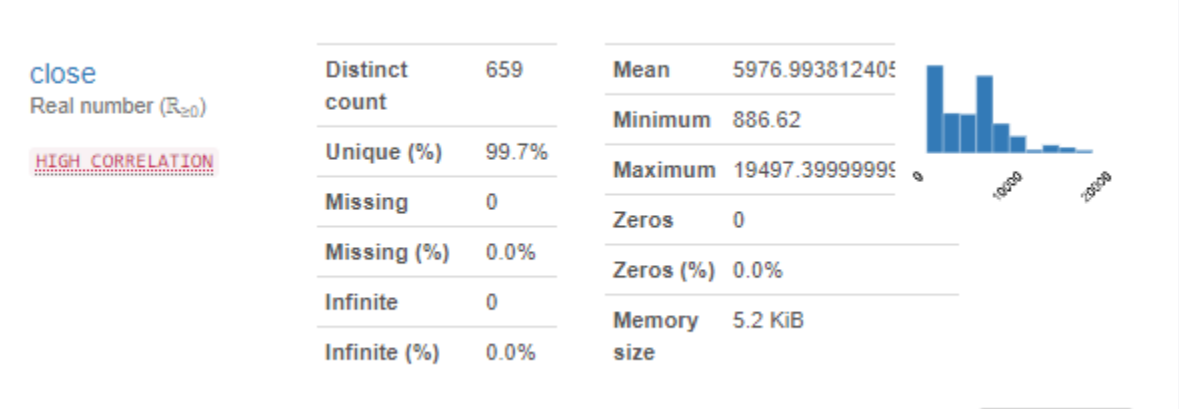 close
Real number (ℝ≥0)
HIGH CORRELATION
Distinct count 659
Unique (%) 99.7%
Missing 0
Missing (%) 0.0%
Infinite 0
Infinite (%) 0.0%
Mean 5976.993812405
Minimum 886.62
Maximum 19497.39999999
Zeros 0
Zeros (%) 0.0%
Memory size 5.2 KiB
0 10000 20000